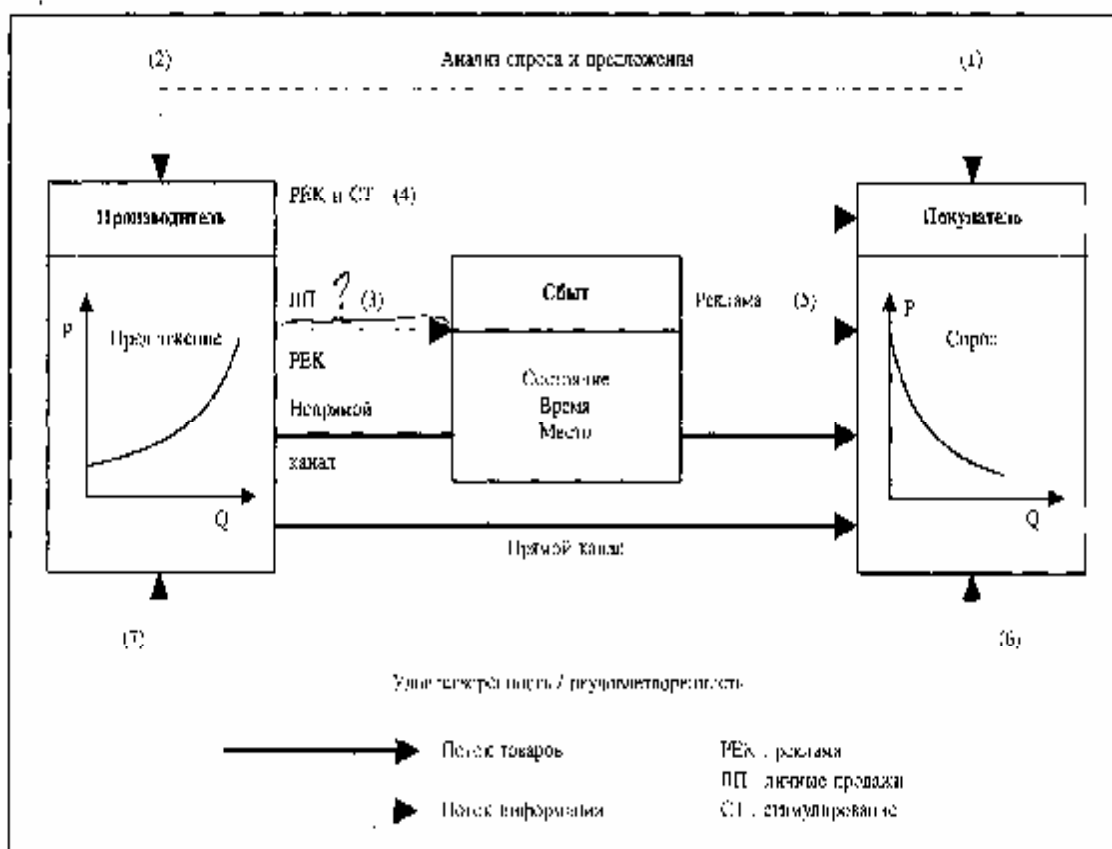 (2) Анализ спроса и предложения (1)
Производитель
Покупатель
РЕК и СТ (4)
ЛП ? (3)
РЕК
Непрямой
канал
Сбыт
Состояние
Время
Место
Реклама (5)
P
Предложение
Q
P
Спрос
Q
Прямой канал
(7)
(6)
Удовлетворенность / неудовлетворенность
Поток товаров
Поток информации
РЕК : реклама
ЛП : личные продажи
СТ : стимулирование